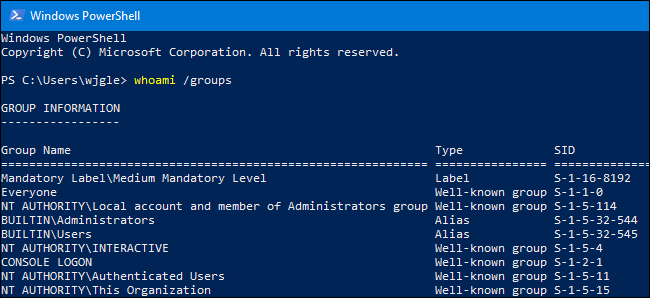 Windows PowerShell
Windows PowerShell
Copyright (C) Microsoft Corporation. All rights reserved.
PS C:\Users\wjgle> whoami /groups
GROUP INFORMATION
-----------------
Group Name Type SID
========================================================== ================ ==============
Mandatory Label\Medium Mandatory Level Label S-1-16-8192
Everyone Well-known group S-1-1-0
NT AUTHORITY\Local account and member of Administrators group Well-known group S-1-5-114
BUILTIN\Administrators Alias S-1-5-32-544
BUILTIN\Users Alias S-1-5-32-545
NT AUTHORITY\INTERACTIVE Well-known group S-1-5-4
CONSOLE LOGON Well-known group S-1-2-1
NT AUTHORITY\Authenticated Users Well-known group S-1-5-11
NT AUTHORITY\This Organization Well-known group S-1-5-15